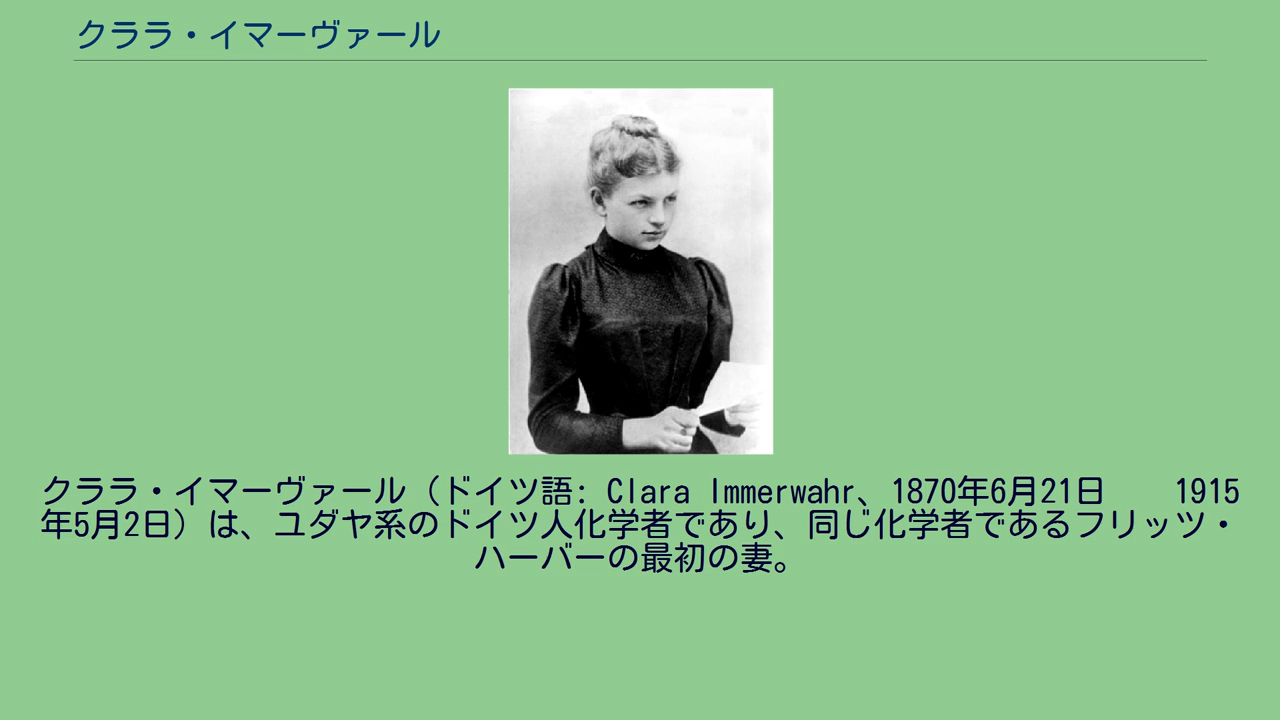 クララ・イマーヴァール
クララ・イマーヴァール（ドイツ語: Clara Immerwahr、1870年6月21日　　1915
年5月2日）は、ユダヤ系のドイツ人化学者であり、同じ化学者であるフリッツ・
ハーバーの最初の妻。